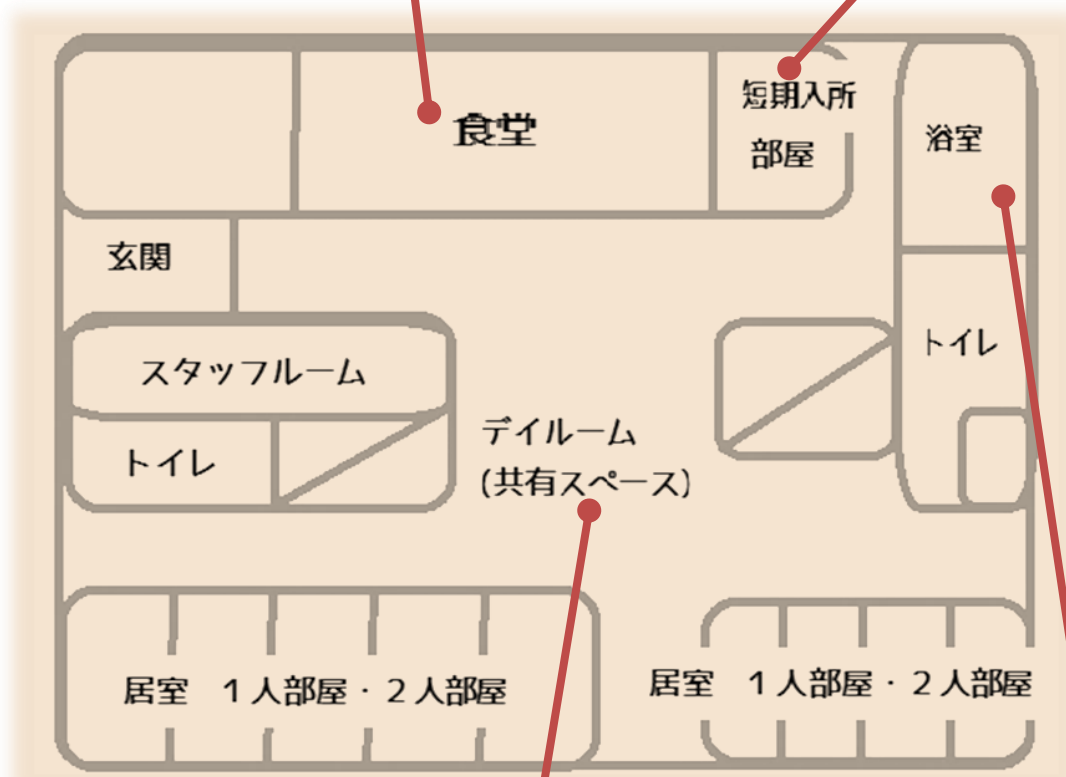 食堂
短期入所
部屋
浴室
玄関
トイレ
スタッフルーム
デイルーム
(共有スペース)
トイレ
居室 1人部屋・2人部屋
居室 1人部屋・2人部屋